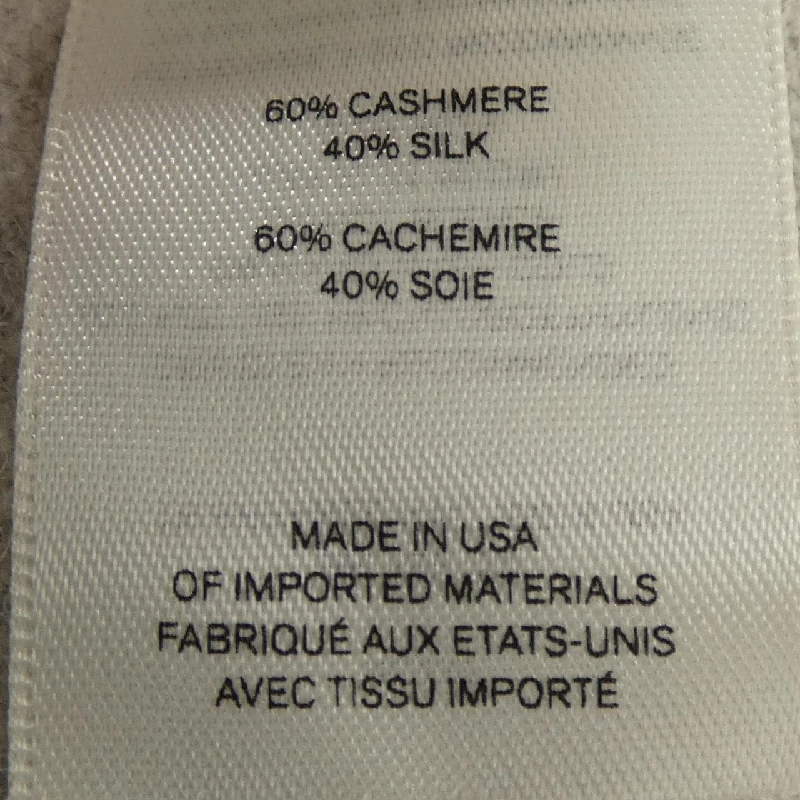 60% CASHMERE
40% SILK
60% CACHEMIRE
40% SOIE
MADE IN USA
OF IMPORTED MATERIALS
FABRIQUÉ AUX ETATS-UNIS
AVEC TISSU IMPORTÉ